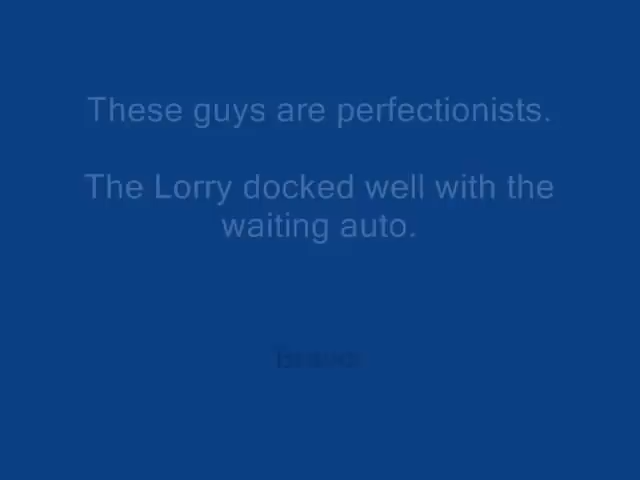 These guys are perfectionists.
The Lorry docked well with the
waiting auto.